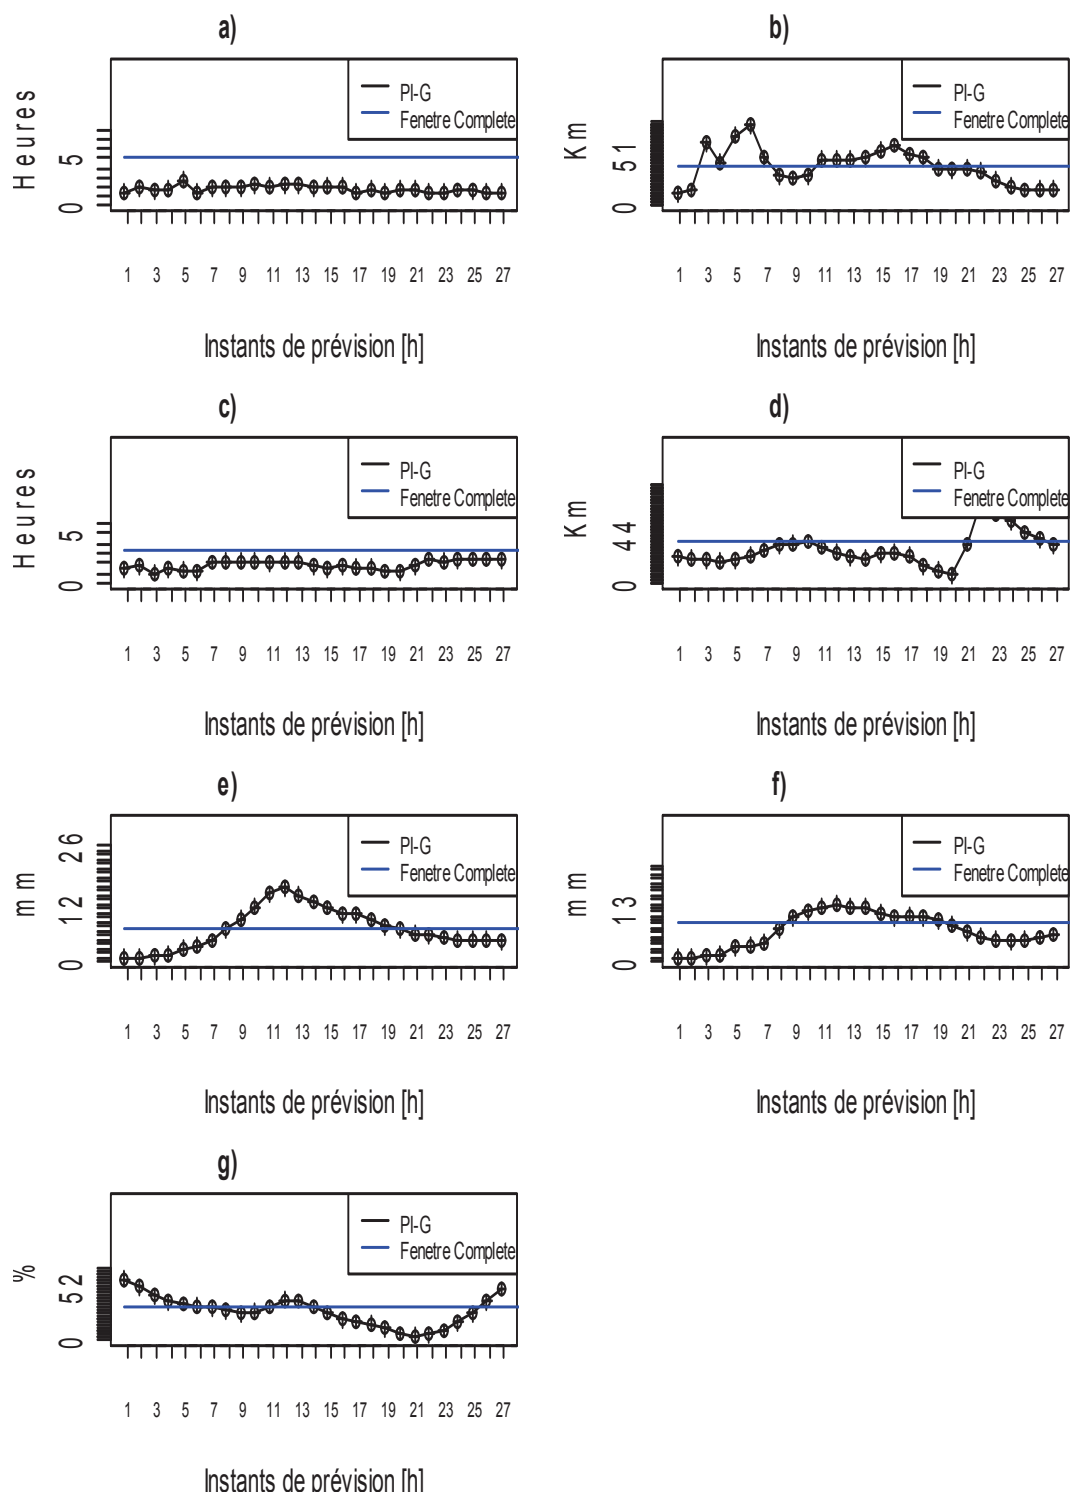 a)
PI-G
Fenetre Complete
Heures
0 5
1 3 5 7 9 11 13 15 17 19 21 23 25 27
Instants de prévision [h]
b)
PI-G
Fenetre Complete
Km
0 51
1 3 5 7 9 11 13 15 17 19 21 23 25 27
Instants de prévision [h]
c)
PI-G
Fenetre Complete
Heures
0 5
1 3 5 7 9 11 13 15 17 19 21 23 25 27
Instants de prévision [h]
d)
PI-G
Fenetre Complete
Km
0 44
1 3 5 7 9 11 13 15 17 19 21 23 25 27
Instants de prévision [h]
e)
PI-G
Fenetre Complete
mm
0 12 26
1 3 5 7 9 11 13 15 17 19 21 23 25 27
Instants de prévision [h]
f)
PI-G
Fenetre Complete
mm
0 13
1 3 5 7 9 11 13 15 17 19 21 23 25 27
Instants de prévision [h]
g)
PI-G
Fenetre Complete
%
0 52
1 3 5 7 9 11 13 15 17 19 21 23 25 27
Instants de prévision [h]